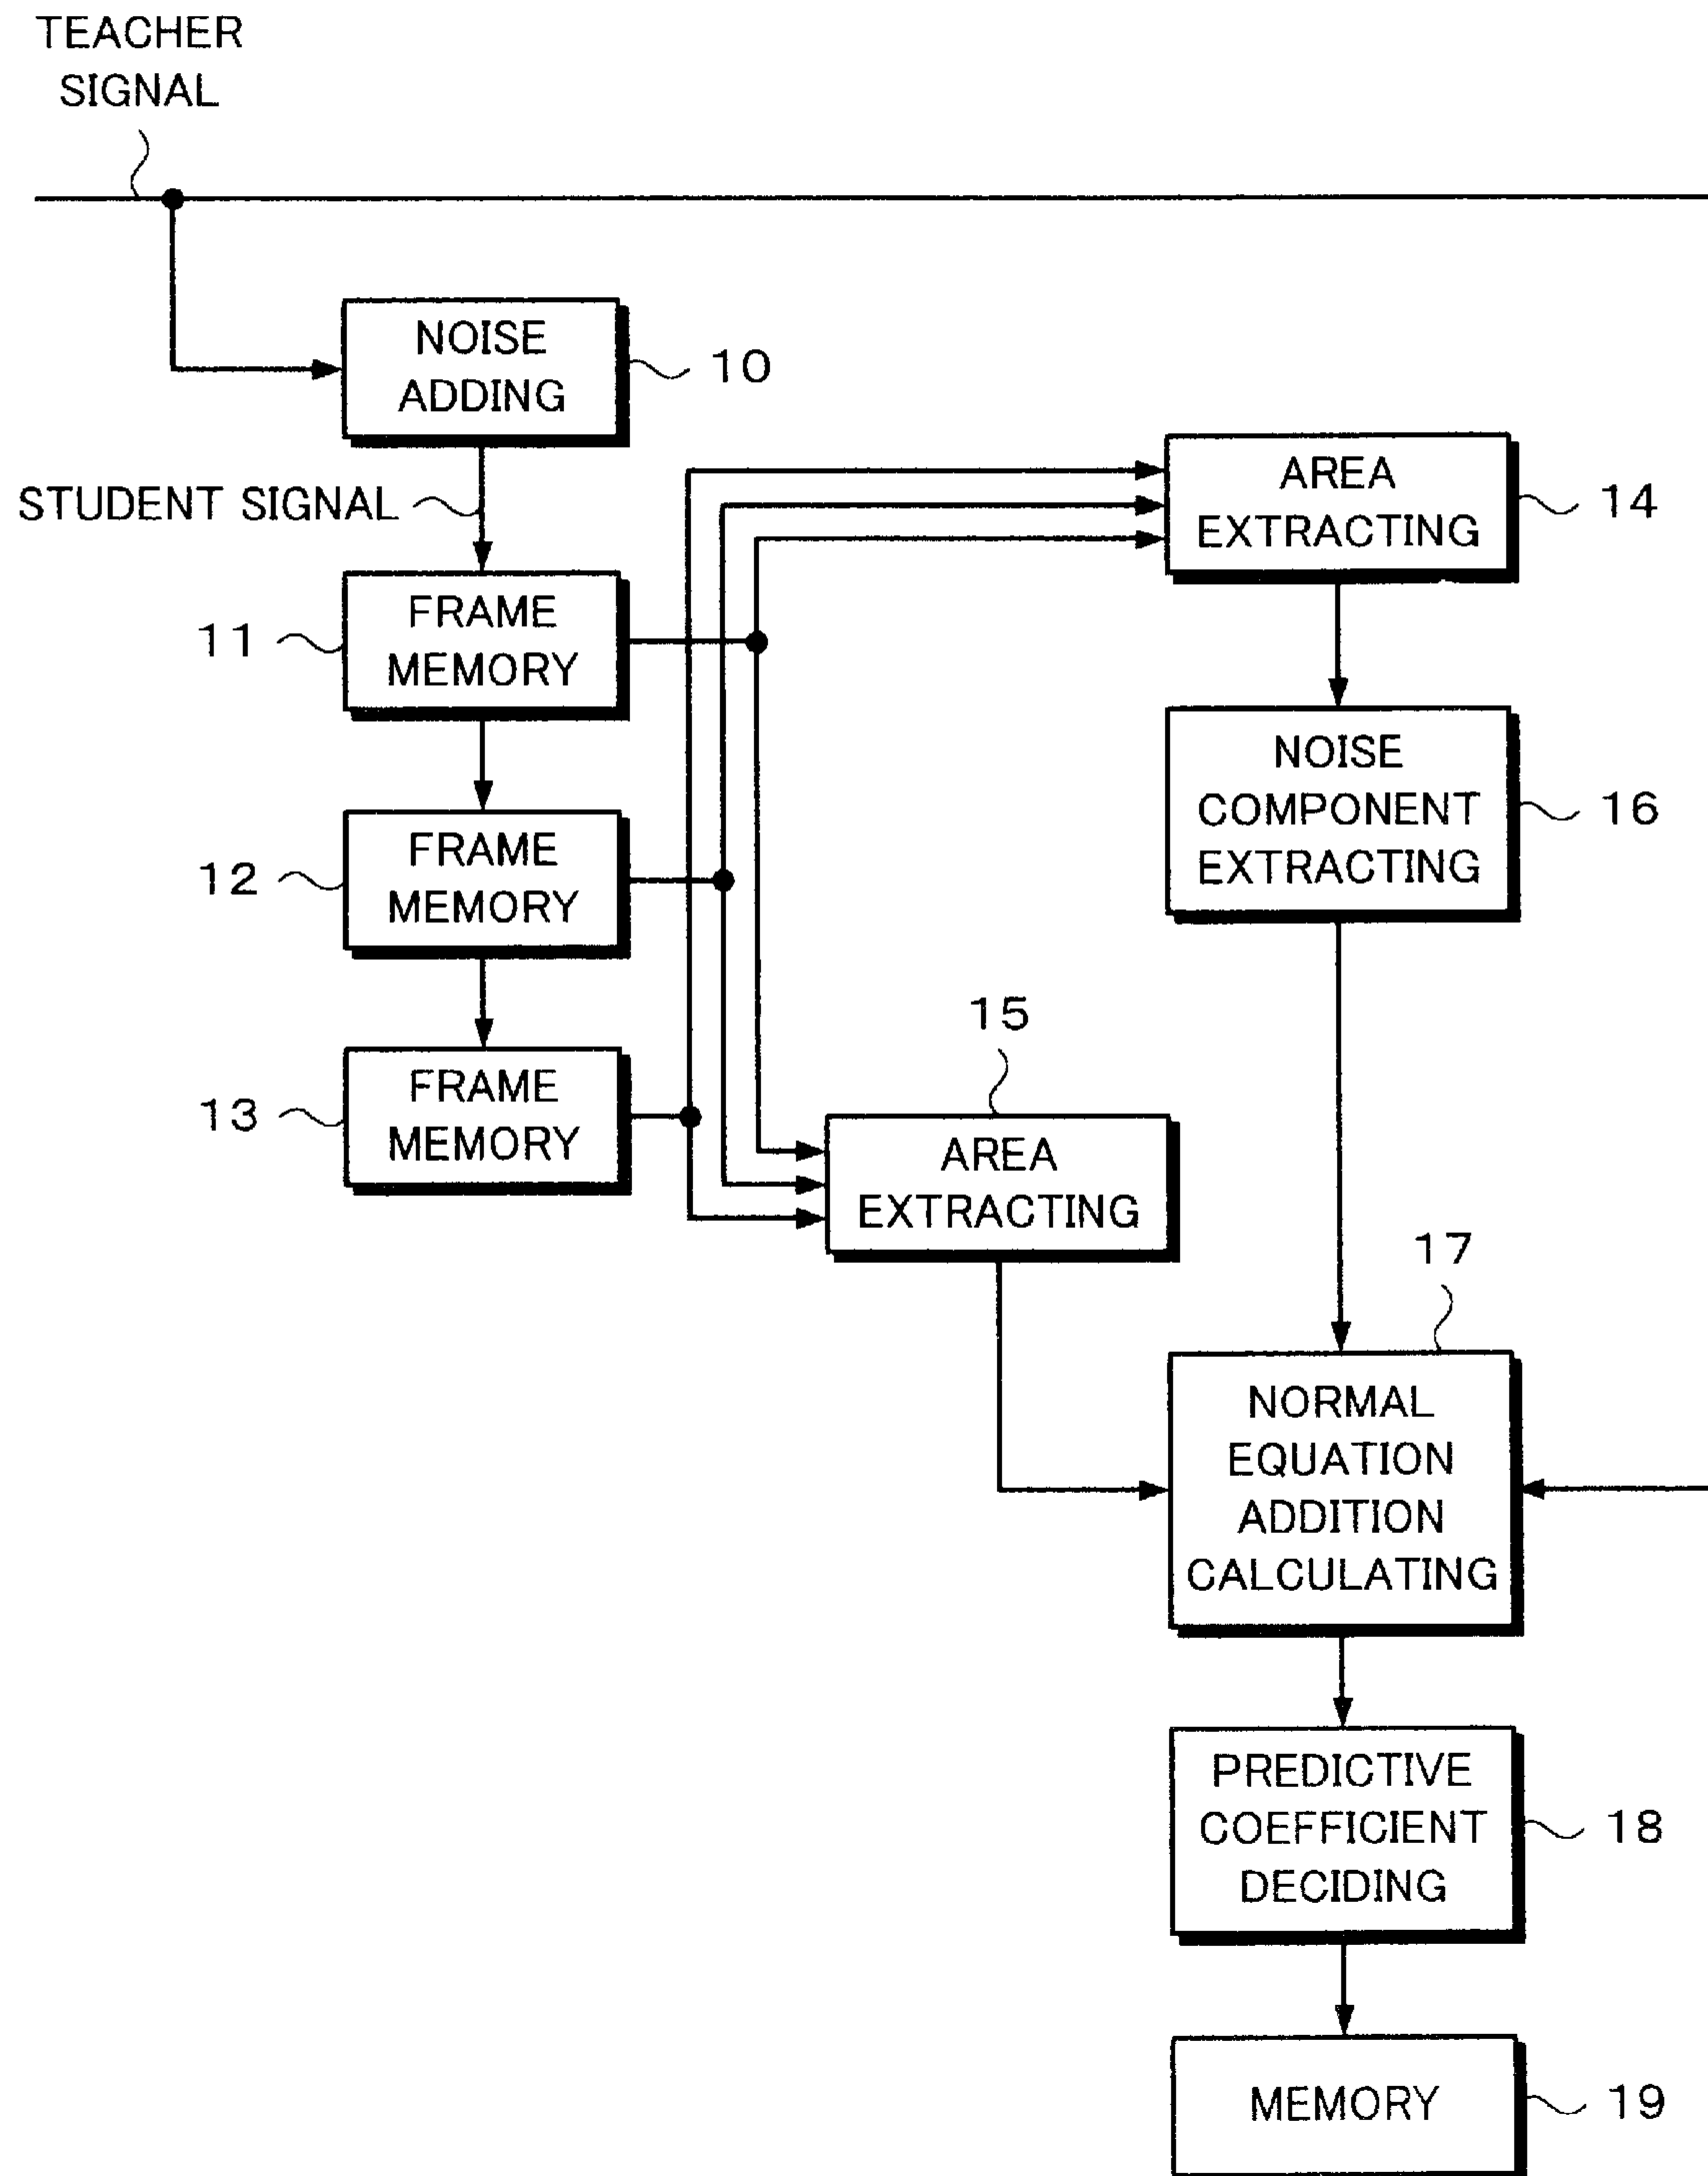 TEACHER
SIGNAL
NOISE
ADDING
10
STUDENT SIGNAL
AREA
EXTRACTING
14
FRAME
MEMORY
11
NOISE
COMPONENT
EXTRACTING
16
FRAME
MEMORY
12
15
FRAME
MEMORY
13
AREA
EXTRACTING
17
NORMAL
EQUATION
ADDITION
CALCULATING
PREDICTIVE
COEFFICIENT
DECIDING
18
MEMORY
19